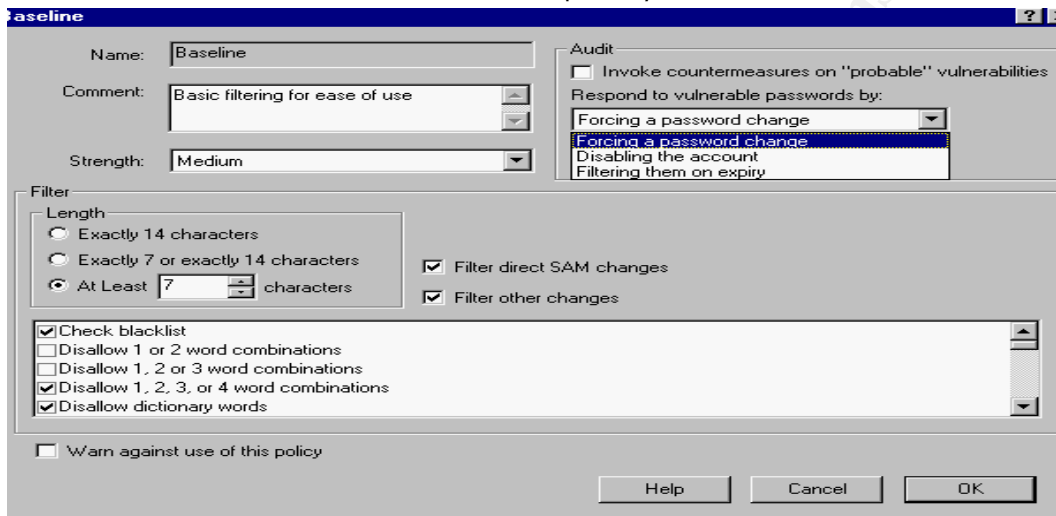 Baseline
Name: Baseline
Comment: Basic filtering for ease of use
Strength: Medium
Audit
Invoke countermeasures on "probable" vulnerabilities
Respond to vulnerable passwords by:
Forcing a password change
Forcing a password change
Disabling the account
Filtering them on expiry
Filter
Length
Exactly 14 characters
Exactly 7 or exactly 14 characters
At Least 7 characters
Filter direct SAM changes
Filter other changes
Check blacklist
Disallow 1 or 2 word combinations
Disallow 1, 2 or 3 word combinations
Disallow 1, 2, 3, or 4 word combinations
Disallow dictionary words
Warn against use of this policy
Help Cancel OK